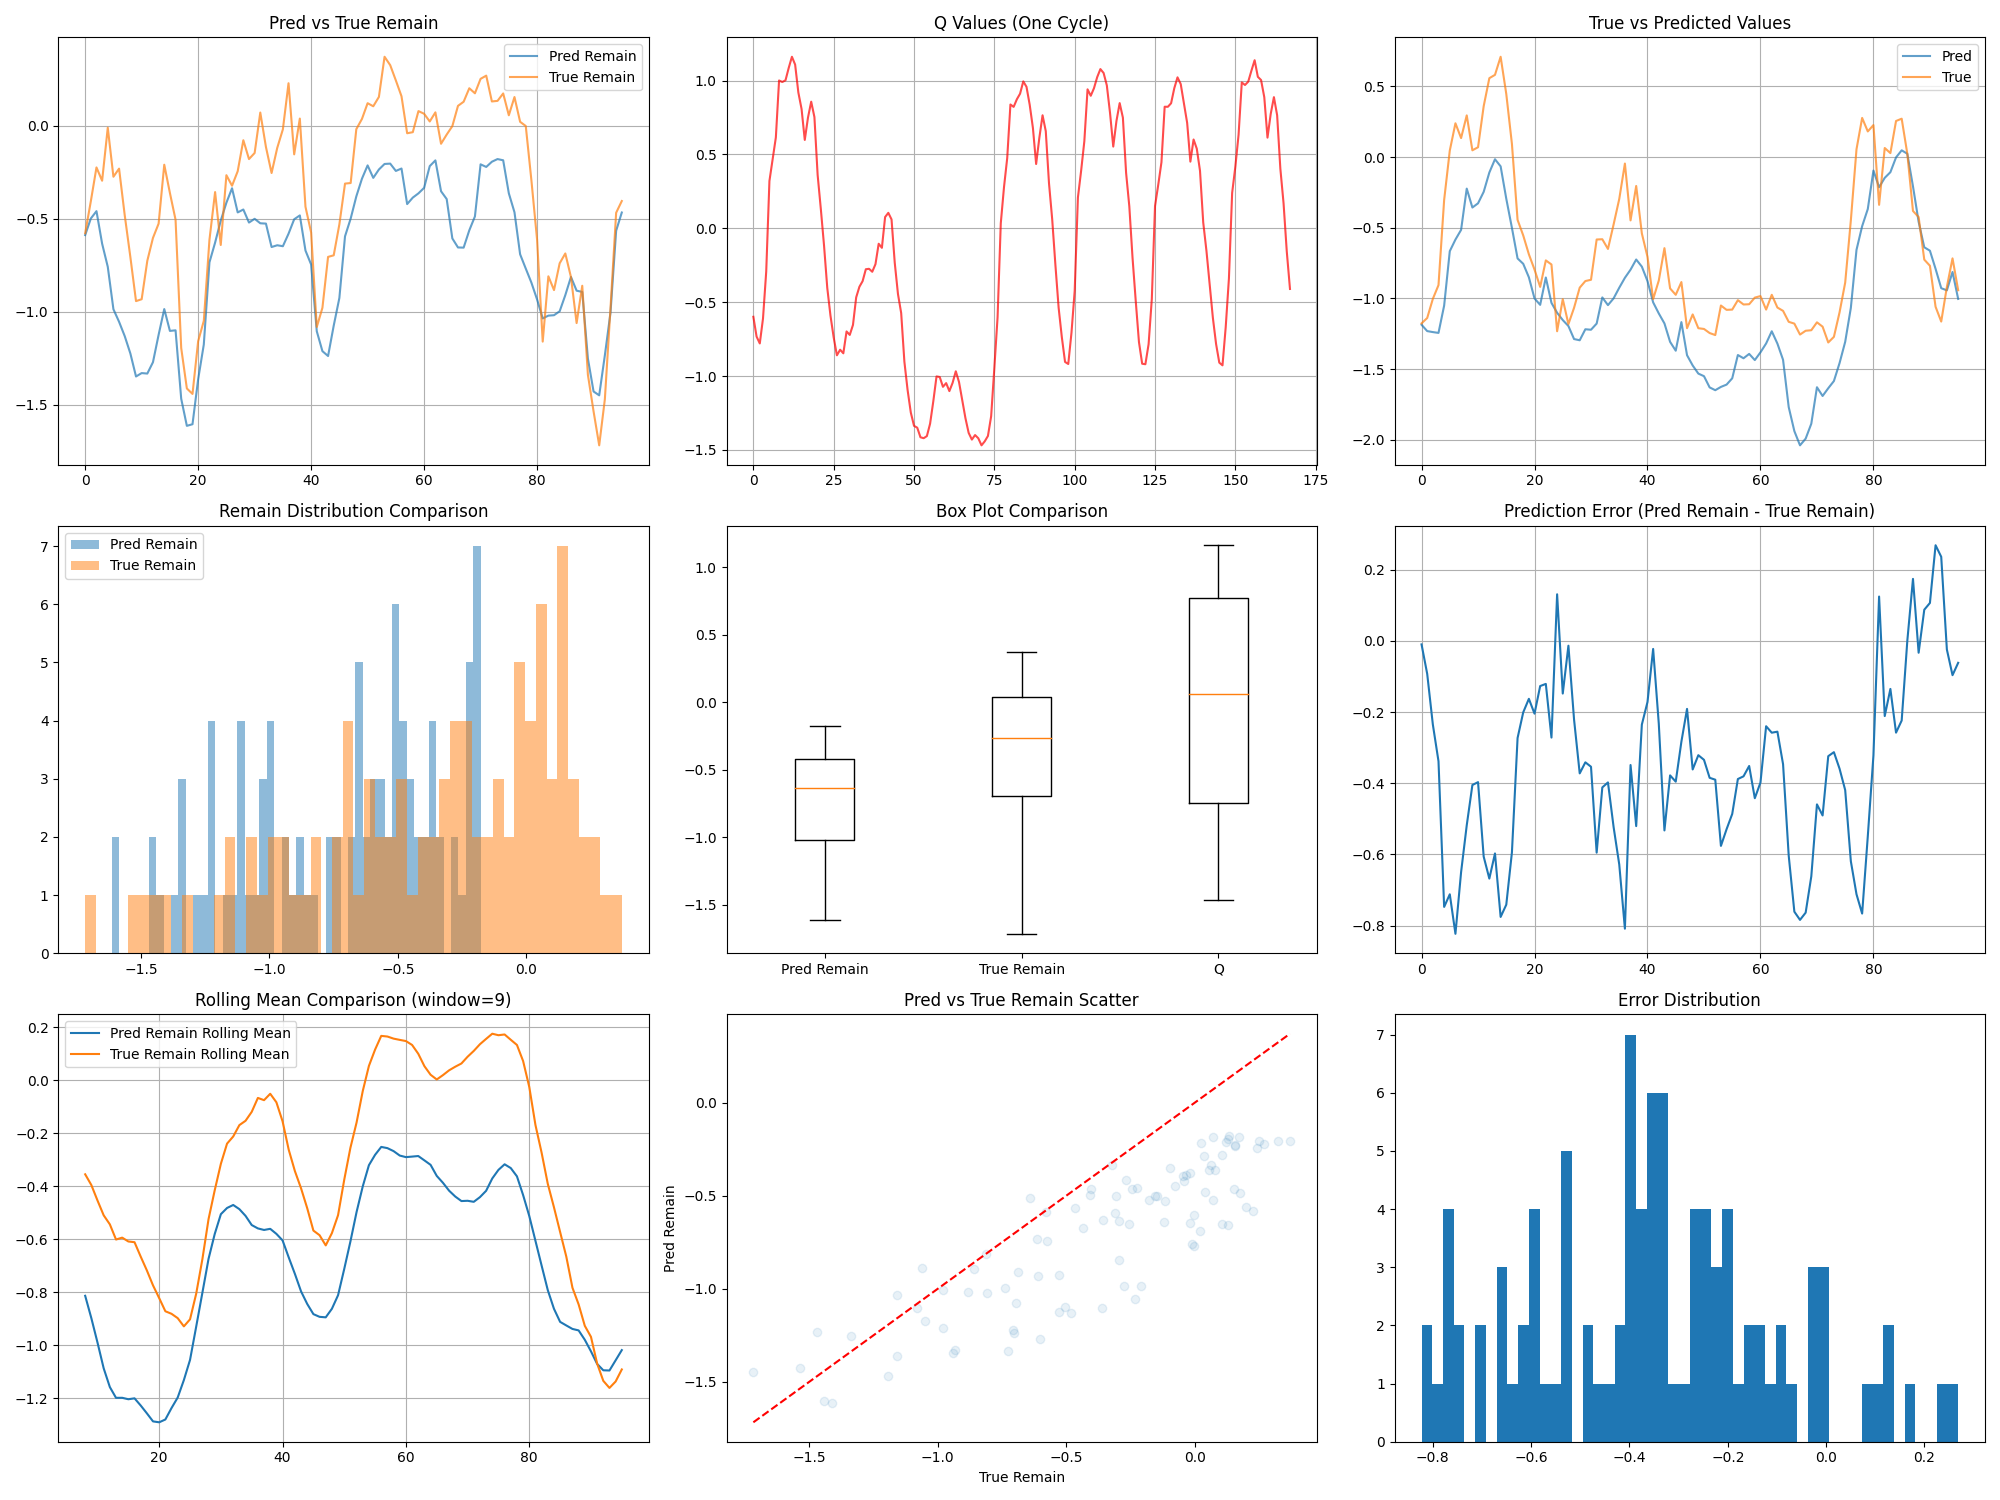 Pred vs True Remain
Pred Remain
True Remain
0.0
−0.5
−1.0
−1.5
0 20 40 60 80
Q Values (One Cycle)
1.0
0.5
0.0
−0.5
−1.0
−1.5
0 25 50 75 100 125 150 175
True vs Predicted Values
Pred
True
0.5
0.0
−0.5
−1.0
−1.5
−2.0
0 20 40 60 80
Remain Distribution Comparison
Pred Remain
True Remain
7
6
5
4
3
2
1
0
−1.5 −1.0 −0.5 0.0
Box Plot Comparison
1.0
0.5
0.0
−0.5
−1.0
−1.5
Pred Remain True Remain Q
Prediction Error (Pred Remain - True Remain)
0.2
0.0
−0.2
−0.4
−0.6
−0.8
0 20 40 60 80
Rolling Mean Comparison (window=9)
Pred Remain Rolling Mean
True Remain Rolling Mean
0.2
0.0
−0.2
−0.4
−0.6
−0.8
−1.0
−1.2
20 40 60 80
Pred vs True Remain Scatter
Pred Remain
0.0
−0.5
−1.0
−1.5
−1.5 −1.0 −0.5 0.0
True Remain
Error Distribution
7
6
5
4
3
2
1
0
−0.8 −0.6 −0.4 −0.2 0.0 0.2